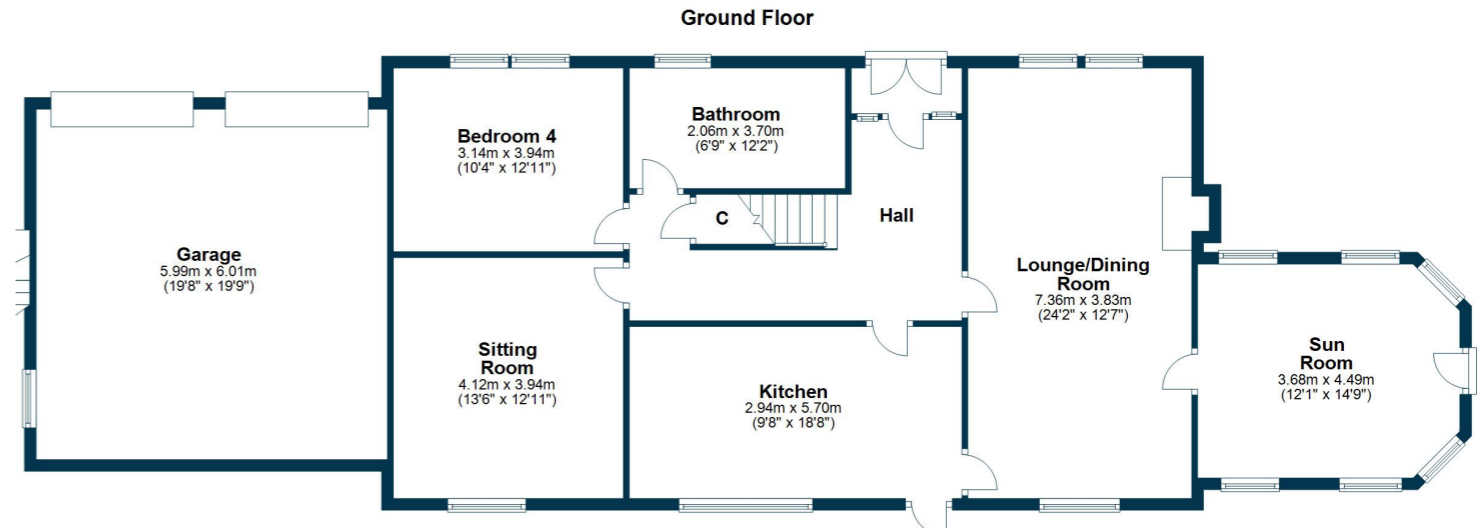 Ground Floor
Bedroom 4
3.14m x 3.94m
(10'4" x 12'11")
Bathroom
2.06m x 3.70m
(6'9" x 12'2")
C
Hall
Garage
5.99m x 6.01m
(19'8" x 19'9")
Lounge/Dining
Room
7.36m x 3.83m
(24'2" x 12'7")
Sitting
Room
4.12m x 3.94m
(13'6" x 12'11")
Kitchen
2.94m x 5.70m
(9'8" x 18'8")
Sun
Room
3.68m x 4.49m
(12'1" x 14'9")